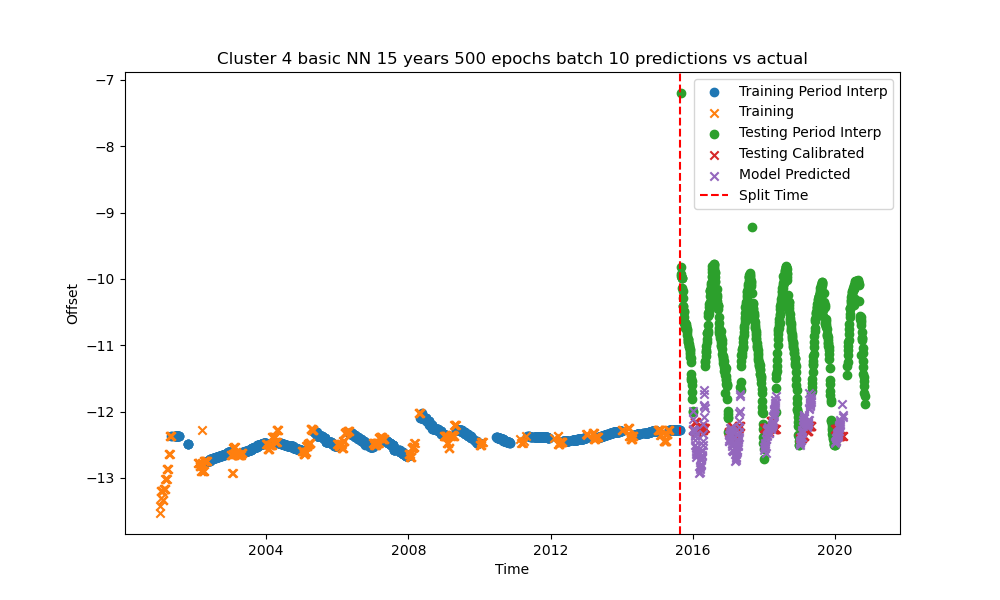 Cluster 4 basic NN 15 years 500 epochs batch 10 predictions vs actual
−7
−8
−9
−10
−11
−12
−13
Offset
Training Period Interp
Training
Testing Period Interp
Testing Calibrated
Model Predicted
Split Time
2004
2008
2012
2016
2020
Time